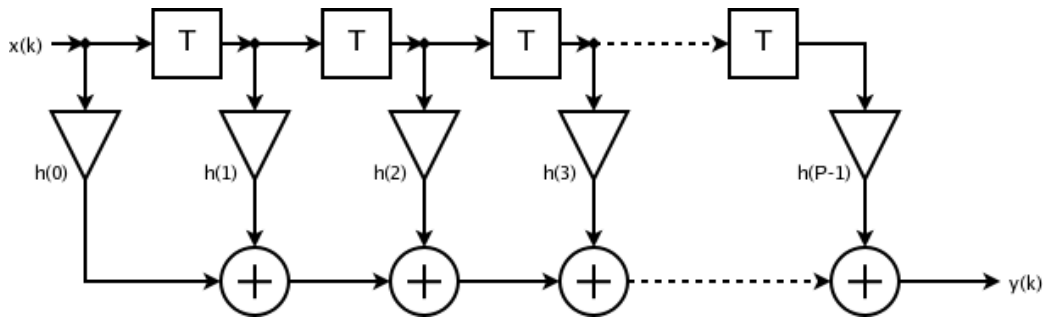 x(k) T T T T
h(0) h(1) h(2) h(3) h(P-1)
+ + + +
y(k)